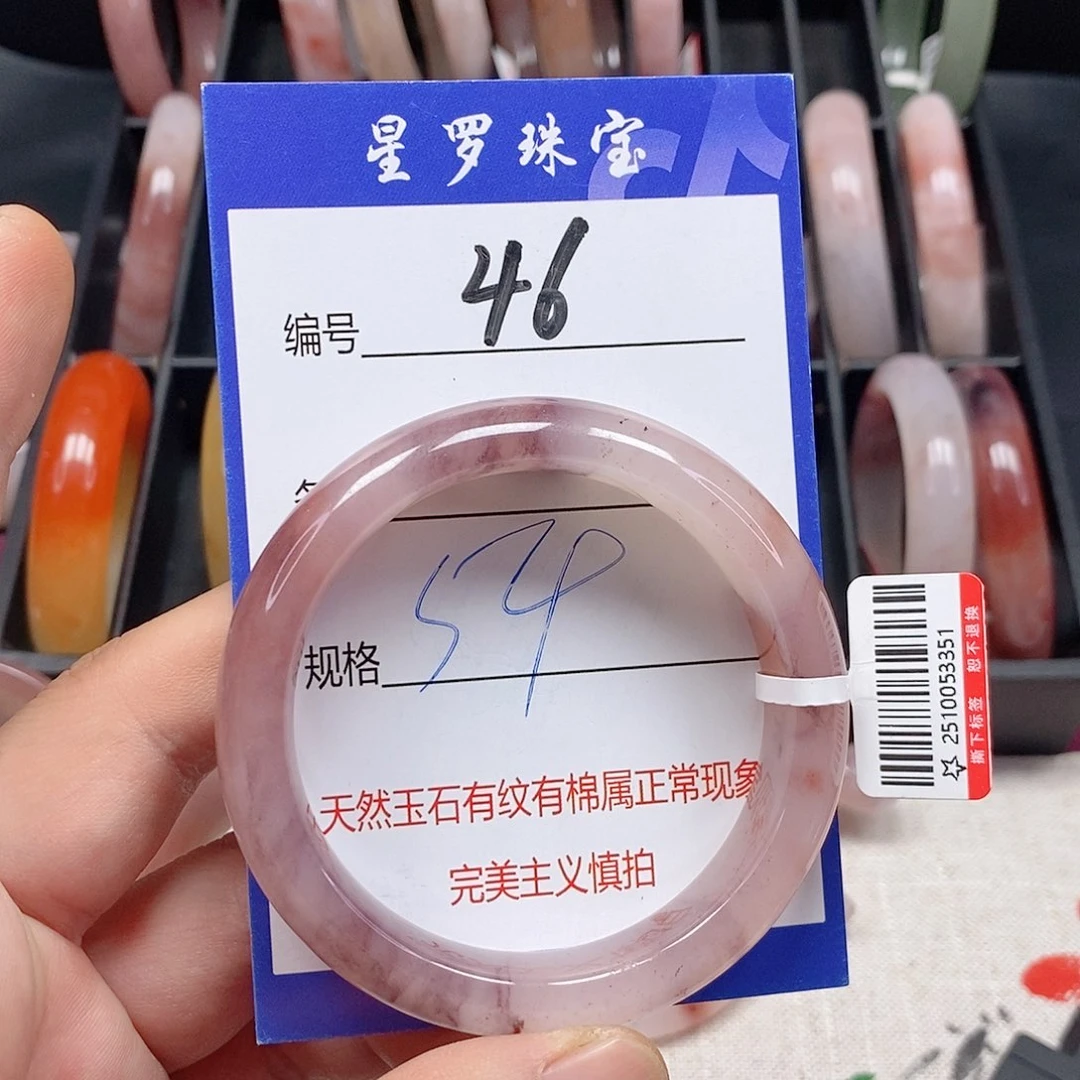 星罗珠宝
编号 46
规格 54
天然玉石有纹有棉属正常现象
完美主义慎拍
2510053351
撕下标签 恕不退换